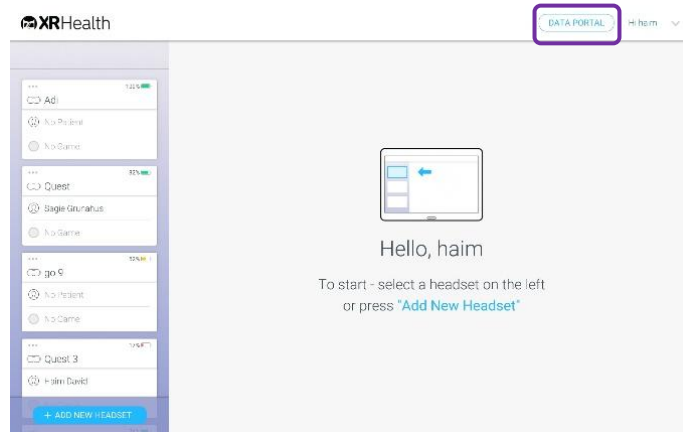 XRHealth
DATA PORTAL
Hi haim
100%
Adi
No Patient
No Game
Quest
Sagie Grunahus
No Game
go 9
No Patient
No Game
Quest 3
Haim David
+ ADD NEW HEADSET
Hello, haim
To start - select a headset on the left
or press "Add New Headset"